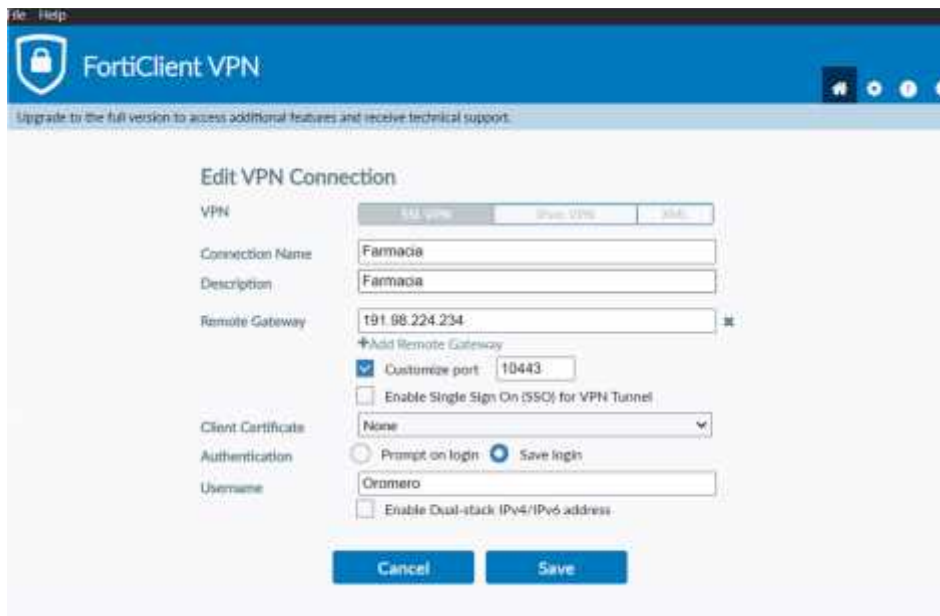 File Help
FortiClient VPN
Upgrade to the full version to access additional features and receive technical support.
Edit VPN Connection
VPN SSL VPN IPsec VPN XML
Connection Name Farmacia
Description Farmacia
Remote Gateway 191.98.224.234
+Add Remote Gateway
Customize port 10443
Enable Single Sign On (SSO) for VPN Tunnel
Client Certificate None
Authentication Prompt on login Save login
Username Oromero
Enable Dual-stack IPv4/IPv6 address
Cancel Save